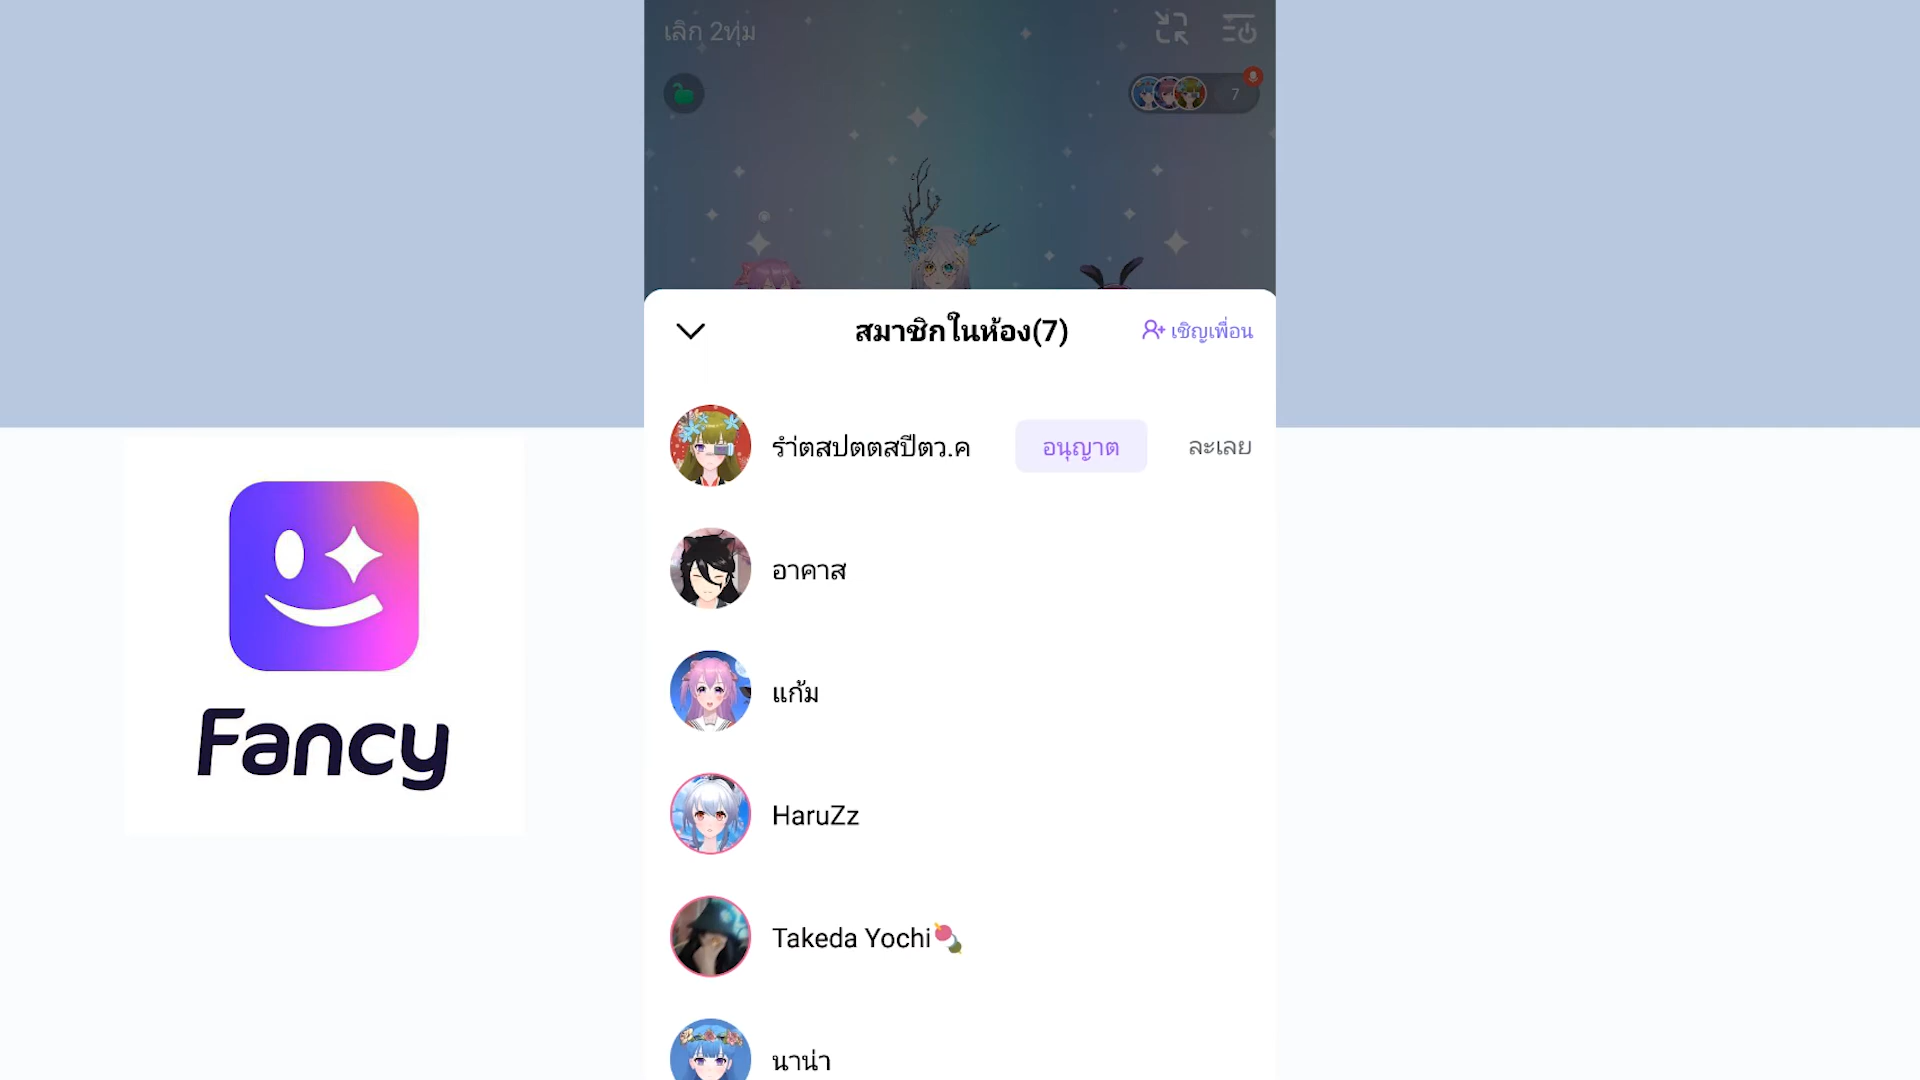 เลิก 2ทุ่ม
7
สมาชิกในห้อง(7)
เชิญเพื่อน
รำ่ตสปตตสปีตว.ค
อนุญาต
ละเลย
อาคาส
แก้ม
HaruZz
Takeda Yochi🍡
นาน่า
Fancy